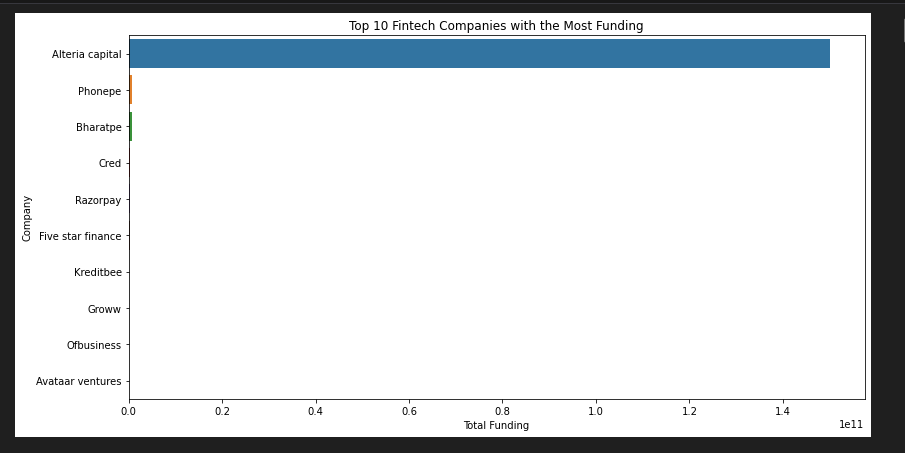 Top 10 Fintech Companies with the Most Funding
Company
Alteria capital
Phonepe
Bharatpe
Cred
Razorpay
Five star finance
Kreditbee
Groww
Ofbusiness
Avataar ventures
0.0 0.2 0.4 0.6 0.8 1.0 1.2 1.4
1e11
Total Funding